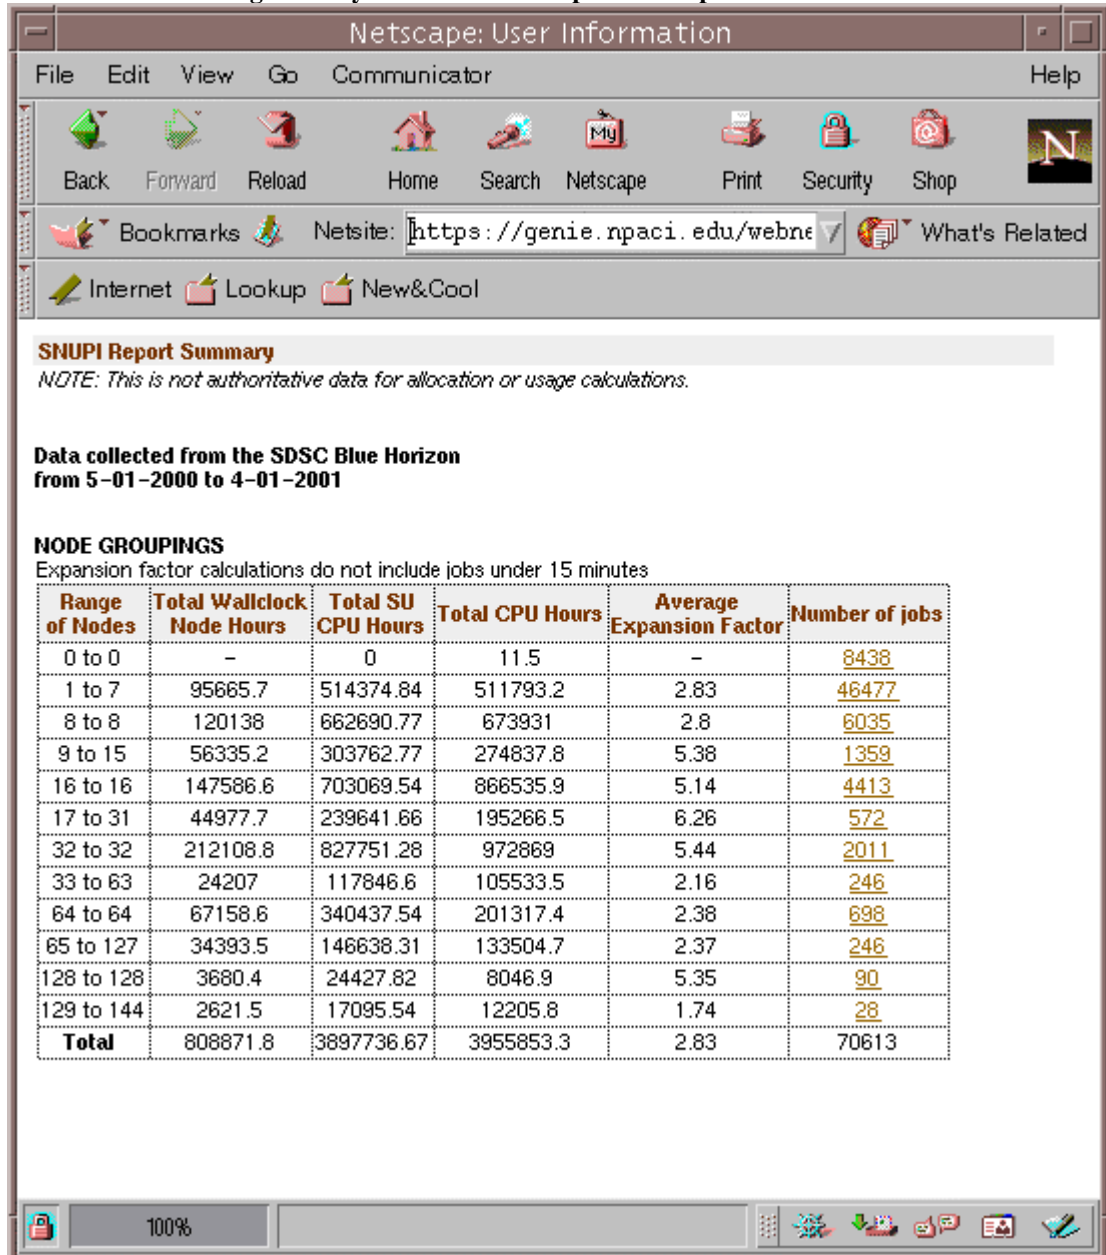 Netscape: User Information
File Edit View Go Communicator Help
Back Forward Reload Home Search Netscape Print Security Shop
My
N
Bookmarks Netsite: https://genie.npaci.edu/webne What's Related
Internet Lookup New&Cool
SNUPI Report Summary
NOTE: This is not authoritative data for allocation or usage calculations.
Data collected from the SDSC Blue Horizon
from 5-01-2000 to 4-01-2001
NODE GROUPINGS
Expansion factor calculations do not include jobs under 15 minutes
Range of Nodes Total Wallclock Node Hours Total SU CPU Hours Total CPU Hours Average Expansion Factor Number of jobs
0 to 0 – 0 11.5 – 8438
1 to 7 95665.7 514374.84 511793.2 2.83 46477
8 to 8 120138 662690.77 673931 2.8 6035
9 to 15 56335.2 303762.77 274837.8 5.38 1359
16 to 16 147586.6 703069.54 866535.9 5.14 4413
17 to 31 44977.7 239641.66 195266.5 6.26 572
32 to 32 212108.8 827751.28 972869 5.44 2011
33 to 63 24207 117846.6 105533.5 2.16 246
64 to 64 67158.6 340437.54 201317.4 2.38 698
65 to 127 34393.5 146638.31 133504.7 2.37 246
128 to 128 3680.4 24427.82 8046.9 5.35 90
129 to 144 2621.5 17095.54 12205.8 1.74 28
Total 808871.8 3897736.67 3955853.3 2.83 70613
100%